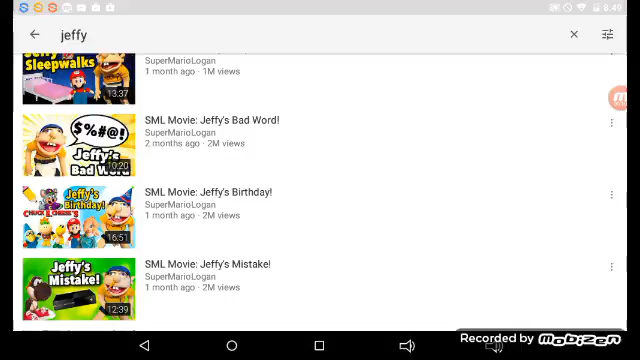 8:49
jeffy
Sleepwalks
13:37
SuperMarioLogan
1 month ago · 1M views
$%#@!
Jeffy's
Bad Word
10:20
SML Movie: Jeffy's Bad Word!
SuperMarioLogan
2 months ago · 2M views
Jeffy's
Birthday!
CHUCK E. CHEESE'S
16:51
SML Movie: Jeffy's Birthday!
SuperMarioLogan
1 month ago · 2M views
Jeffy's
Mistake!
12:39
SML Movie: Jeffy's Mistake!
SuperMarioLogan
1 month ago · 2M views
Recorded by MOBIZEN